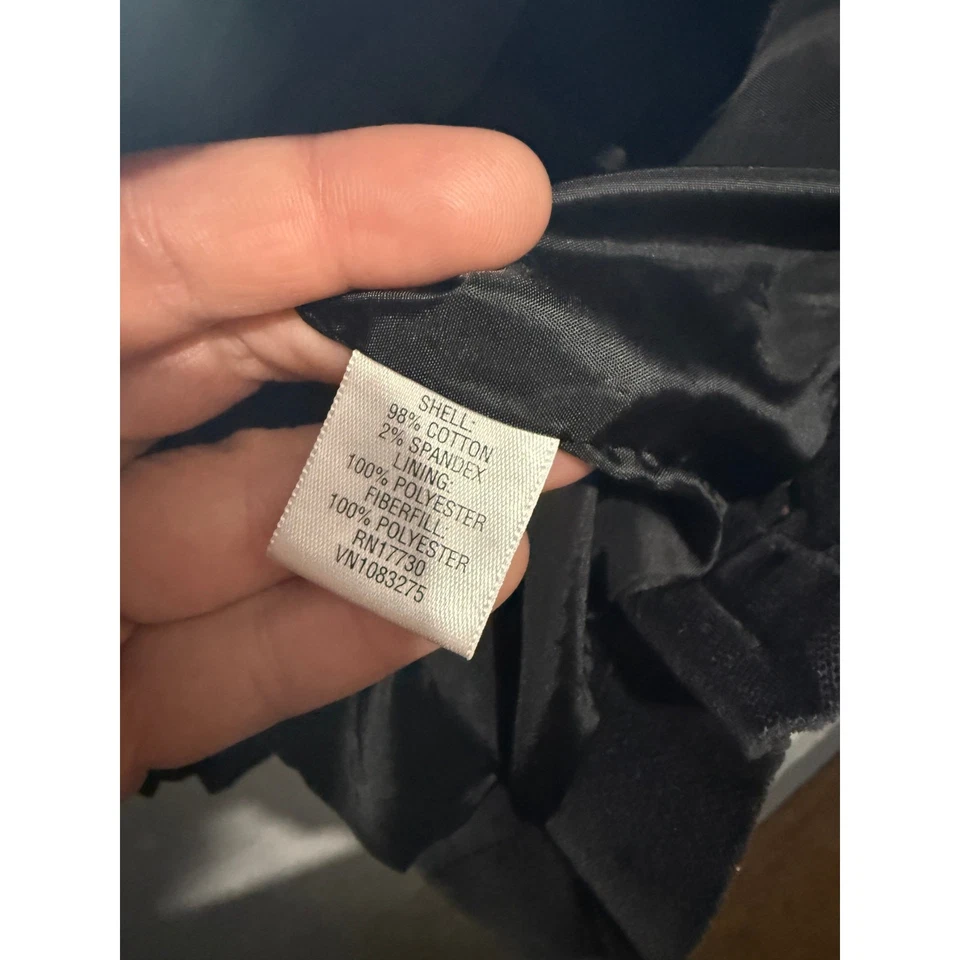 SHELL:
98% COTTON
2% SPANDEX
LINING:
100% POLYESTER
FIBERFILL.
100% POLYESTER
RN17730
VN1083275